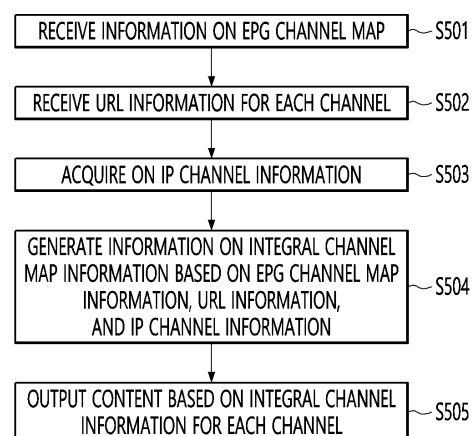 RECEIVE INFORMATION ON EPG CHANNEL MAP
S501
RECEIVE URL INFORMATION FOR EACH CHANNEL
S502
ACQUIRE ON IP CHANNEL INFORMATION
S503
GENERATE INFORMATION ON INTEGRAL CHANNEL
MAP INFORMATION BASED ON EPG CHANNEL MAP
INFORMATION, URL INFORMATION,
AND IP CHANNEL INFORMATION
S504
OUTPUT CONTENT BASED ON INTEGRAL CHANNEL
INFORMATION FOR EACH CHANNEL
S505